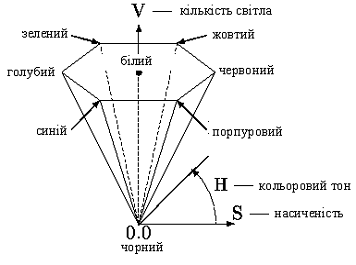 V — кількість світла
зелений
жовтий
білий
голубий
червоний
синій
порпуровий
H — кольоровий тон
S — насиченість
0.0
чорний